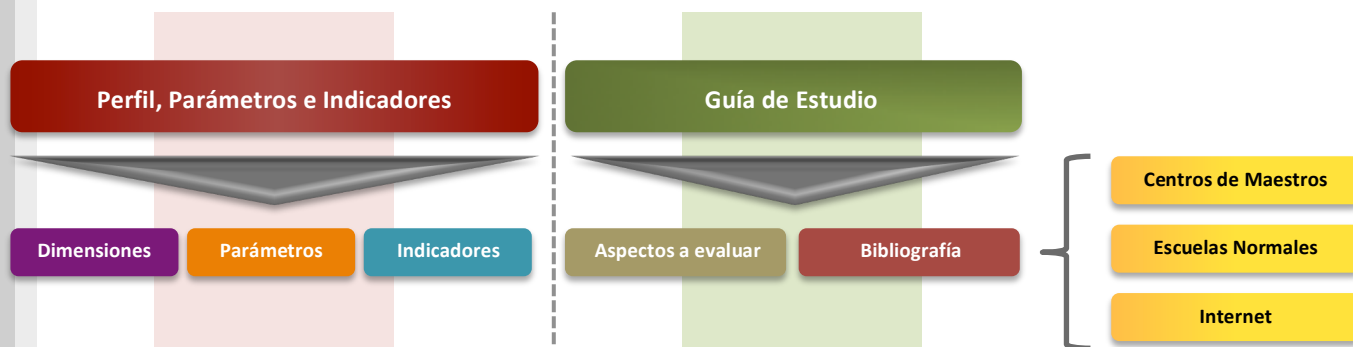 Perfil, Parámetros e Indicadores
Guía de Estudio
Dimensiones
Parámetros
Indicadores
Aspectos a evaluar
Bibliografía
Centros de Maestros
Escuelas Normales
Internet